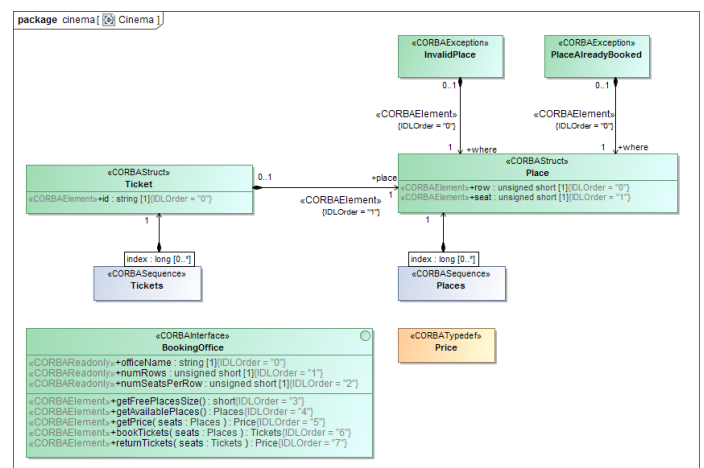 package cinema [ Cinema ]
«CORBAException»
InvalidPlace
«CORBAException»
PlaceAlreadyBooked
0..1
0..1
«CORBAElement»
{IDLOrder = "0"}
«CORBAElement»
{IDLOrder = "0"}
1
+where
1
+where
«CORBAStruct»
Ticket
«CORBAElement»+id : string [1]{IDLOrder = "0"}
0..1
+place
«CORBAElement»
1
{IDLOrder = "1"}
«CORBAStruct»
Place
«CORBAElement»+row : unsigned short [1]{IDLOrder = "0"}
«CORBAElement»+seat : unsigned short [1]{IDLOrder = "1"}
1
1
index : long [0..*]
index : long [0..*]
«CORBASequence»
Tickets
«CORBASequence»
Places
«CORBAInterface»
BookingOffice
«CORBAReadonly»+officeName : string [1]{IDLOrder = "0"}
«CORBAReadonly»+numRows : unsigned short [1]{IDLOrder = "1"}
«CORBAReadonly»+numSeatsPerRow : unsigned short [1]{IDLOrder = "2"}
«CORBAElement»+getFreePlacesSize() : short{IDLOrder = "3"}
«CORBAElement»+getAvailablePlaces() : Places{IDLOrder = "4"}
«CORBAElement»+getPrice( seats : Places ) : Price{IDLOrder = "5"}
«CORBAElement»+bookTickets( seats : Places ) : Tickets{IDLOrder = "6"}
«CORBAElement»+returnTickets( seats : Tickets ) : Price{IDLOrder = "7"}
«CORBATypedef»
Price